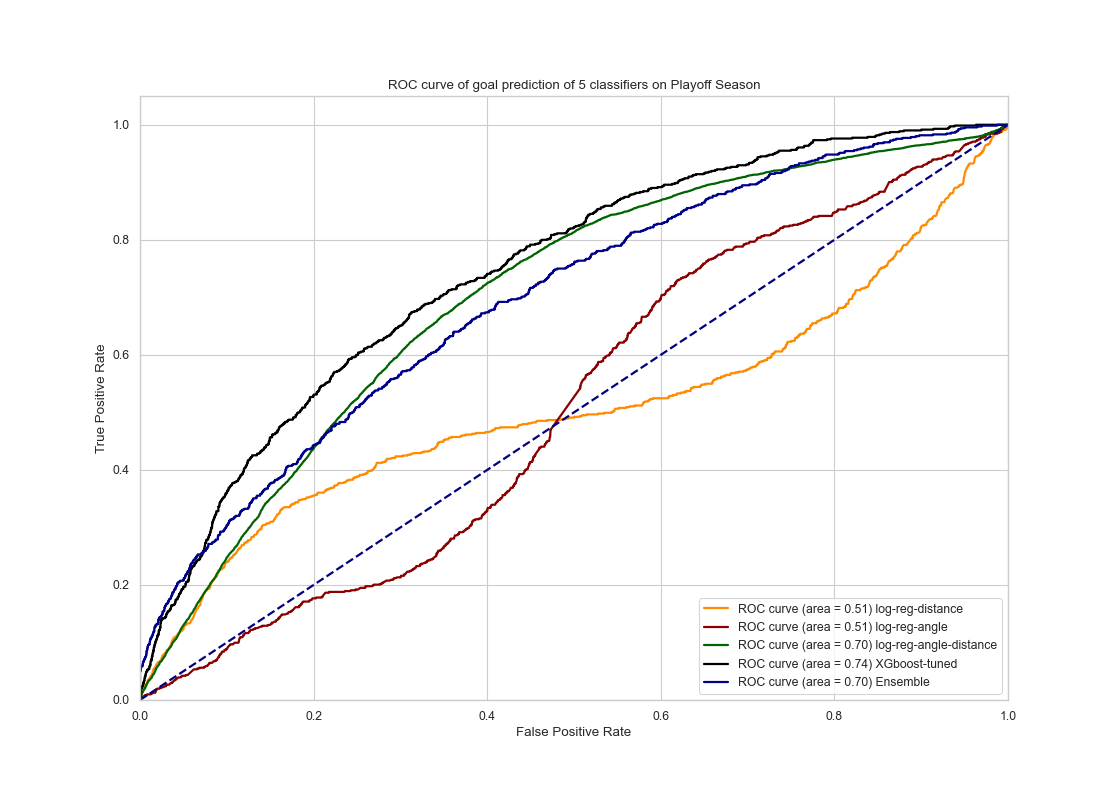 ROC curve of goal prediction of 5 classifiers on Playoff Season
1.0
0.8
0.6
0.4
0.2
0.0
True Positive Rate
ROC curve (area = 0.51) log-reg-distance
ROC curve (area = 0.51) log-reg-angle
ROC curve (area = 0.70) log-reg-angle-distance
ROC curve (area = 0.74) XGboost-tuned
ROC curve (area = 0.70) Ensemble
0.0 0.2 0.4 0.6 0.8 1.0
False Positive Rate